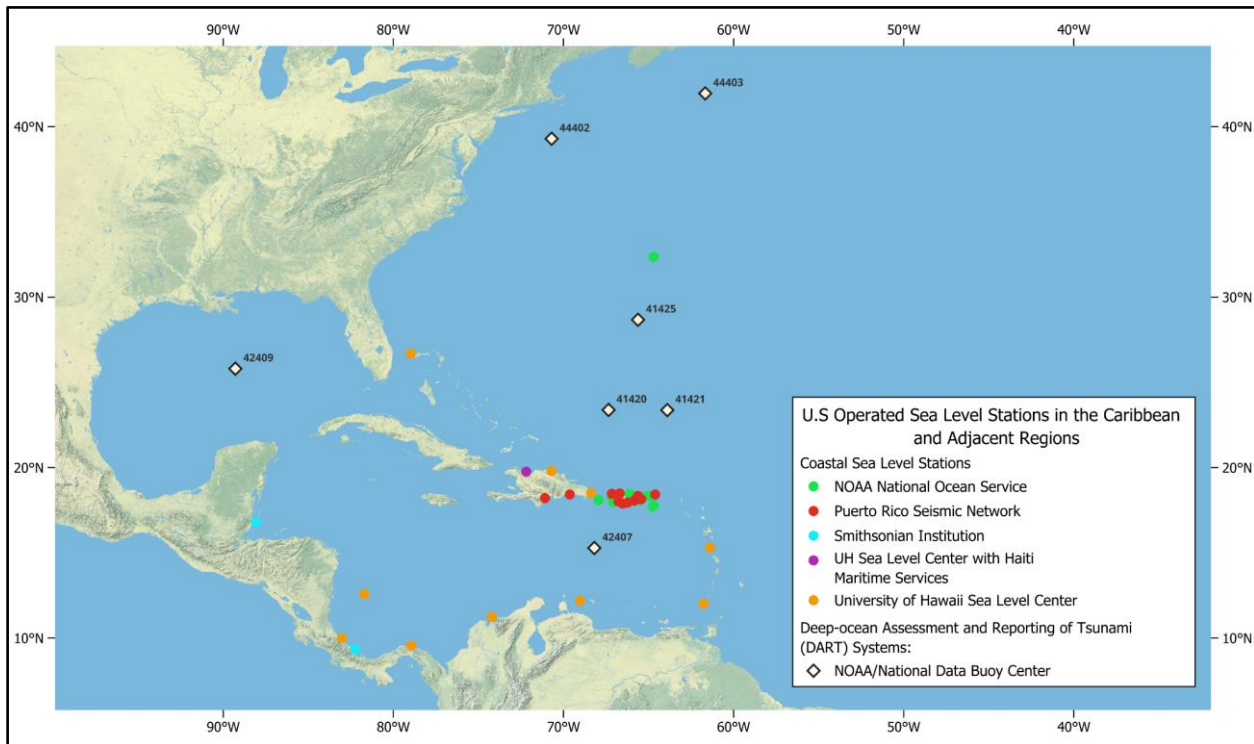 90°W 80°W 70°W 60°W 50°W 40°W
44403
40°N 44402 40°N
30°N 30°N
41425
42409
41420 41421
20°N 20°N
42407
10°N 10°N
U.S Operated Sea Level Stations in the Caribbean
and Adjacent Regions
Coastal Sea Level Stations
NOAA National Ocean Service
Puerto Rico Seismic Network
Smithsonian Institution
UH Sea Level Center with Haiti
Maritime Services
University of Hawaii Sea Level Center
Deep-ocean Assessment and Reporting of Tsunami
(DART) Systems:
NOAA/National Data Buoy Center
90°W 80°W 70°W 60°W 50°W 40°W